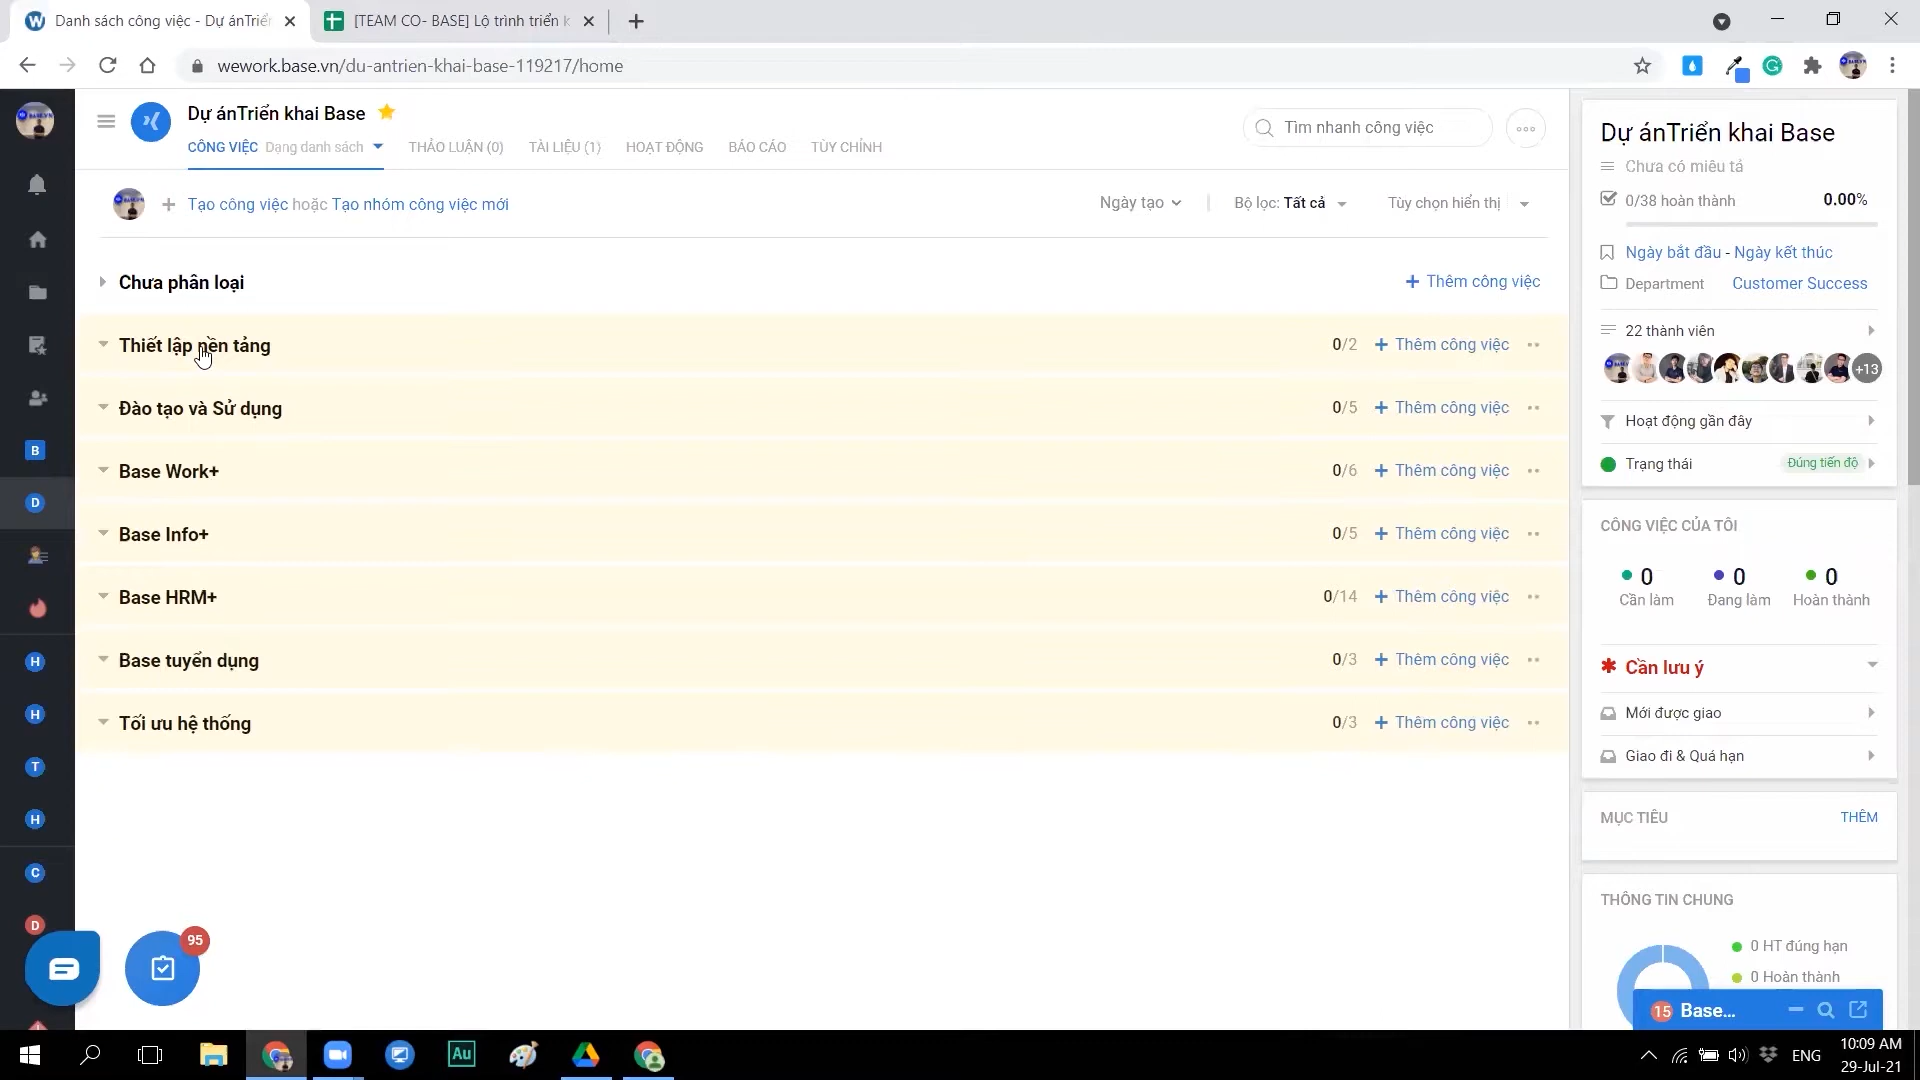 Danh sách công việc - Dự ánTriển
[TEAM CO- BASE] Lộ trình triển k
wework.base.vn/du-antrien-khai-base-119217/home
Dự ánTriển khai Base
CÔNG VIỆC Dạng danh sách THẢO LUẬN (0) TÀI LIỆU (1) HOẠT ĐỘNG BÁO CÁO TÙY CHỈNH
Tìm nhanh công việc
Tạo công việc hoặc Tạo nhóm công việc mới
Ngày tạo Bộ lọc: Tất cả Tùy chọn hiển thị
Chưa phân loại + Thêm công việc
Thiết lập nền tảng 0/2 + Thêm công việc
Đào tạo và Sử dụng 0/5 + Thêm công việc
Base Work+ 0/6 + Thêm công việc
Base Info+ 0/5 + Thêm công việc
Base HRM+ 0/14 + Thêm công việc
Base tuyển dụng 0/3 + Thêm công việc
Tối ưu hệ thống 0/3 + Thêm công việc
Dự ánTriển khai Base
Chưa có miêu tả
0/38 hoàn thành 0.00%
Ngày bắt đầu - Ngày kết thúc
Department Customer Success
22 thành viên
+13
Hoạt động gần đây
Trạng thái Đúng tiến độ
CÔNG VIỆC CỦA TÔI
0 0 0
Cần làm Đang làm Hoàn thành
Cần lưu ý
Mới được giao
Giao đi & Quá hạn
MỤC TIÊU THÊM
THÔNG TIN CHUNG
0 HT đúng hạn
0 Hoàn thành
15 Base...
B
D
H
H
T
H
C
D
95
Au
ENG
10:09 AM
29-Jul-21